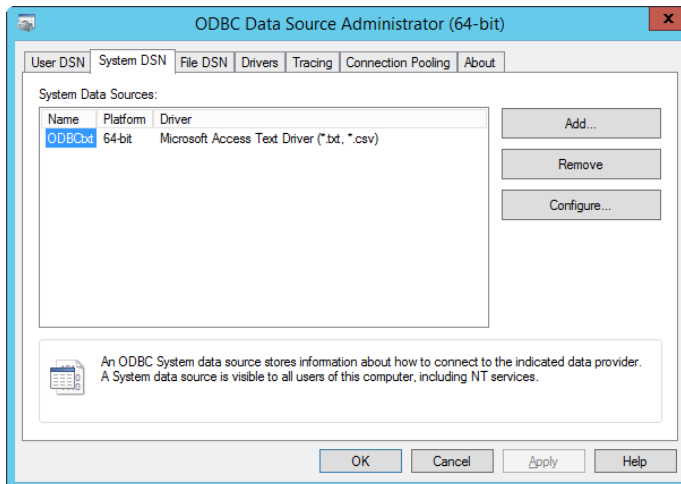 ODBC Data Source Administrator (64-bit)
x
User DSN System DSN File DSN Drivers Tracing Connection Pooling About
System Data Sources:
Name Platform Driver
ODBCtxt 64-bit Microsoft Access Text Driver (*.txt, *.csv)
Add...
Remove
Configure...
An ODBC System data source stores information about how to connect to the indicated data provider.
A System data source is visible to all users of this computer, including NT services.
OK Cancel Apply Help